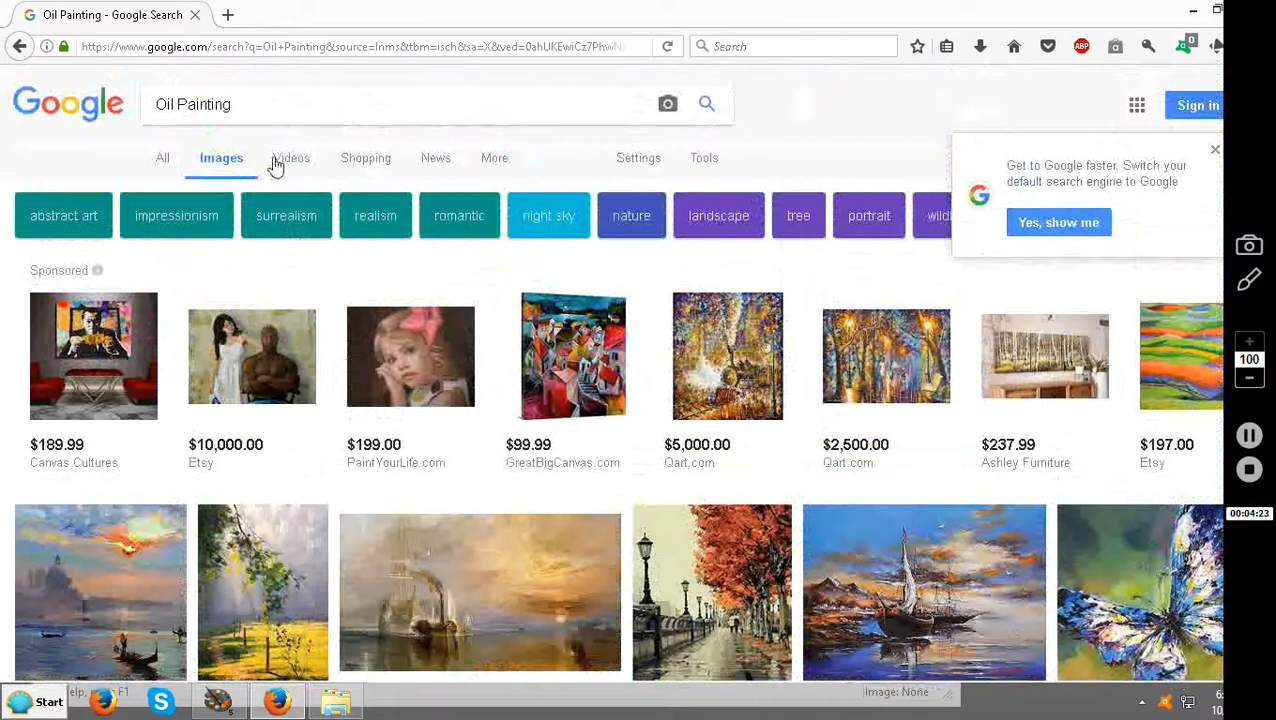 Oil Painting - Google Search
https://www.google.com/search?q=Oil+Painting&source=lnms&tbm=isch&sa=X&ved=0ahUKEwiCz7PhwN
Search
ABP
0
Google
Oil Painting
Sign in
All
Images
Videos
Shopping
News
More
Settings
Tools
Get to Google faster. Switch your
default search engine to Google
Yes, show me
abstract art
impressionism
surrealism
realism
romantic
night sky
nature
landscape
tree
portrait
wildl
Sponsored
$189.99
Canvas Cultures
$10,000.00
Etsy
$199.00
PaintYourLife.com
$99.99
GreatBigCanvas.com
$5,000.00
Qart.com
$2,500.00
Qart.com
$237.99
Ashley Furniture
$197.00
Etsy
100
00:04:23
Start
F1
Image: None